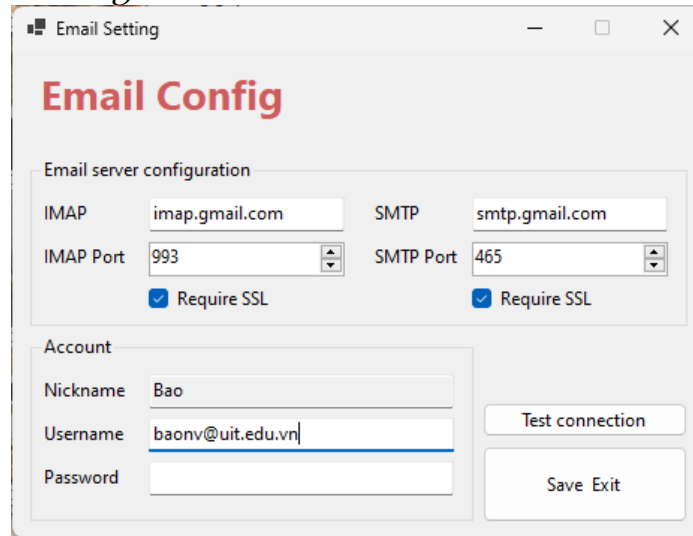 Email Setting
Email Config
Email server configuration
IMAP imap.gmail.com SMTP smtp.gmail.com
IMAP Port 993 SMTP Port 465
Require SSL Require SSL
Account
Nickname Bao
Username baonv@uit.edu.vn
Test connection
Password
Save Exit